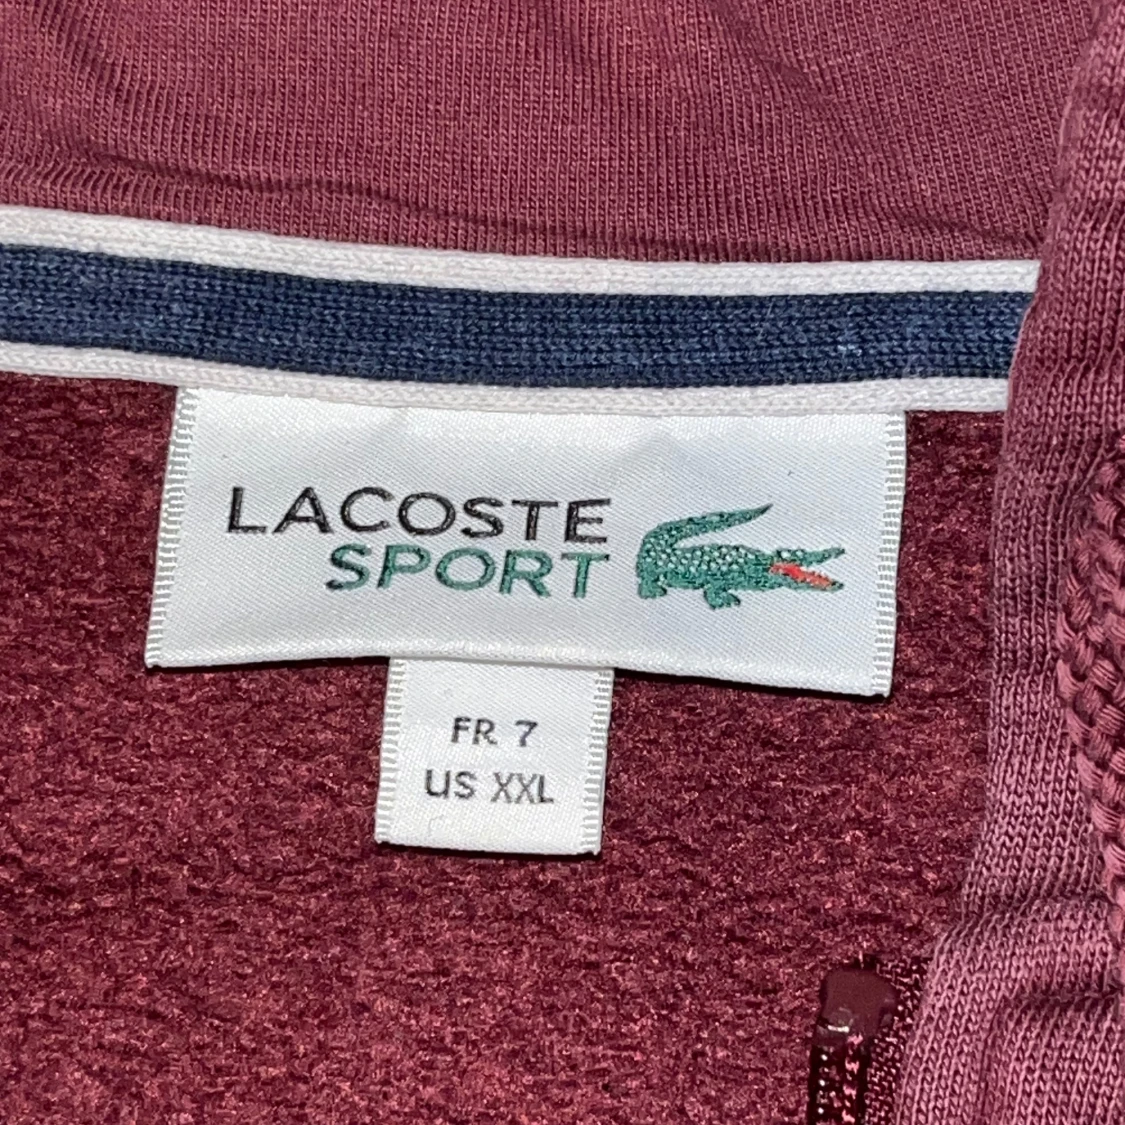 LACOSTE
SPORT
FR 7
US XXL